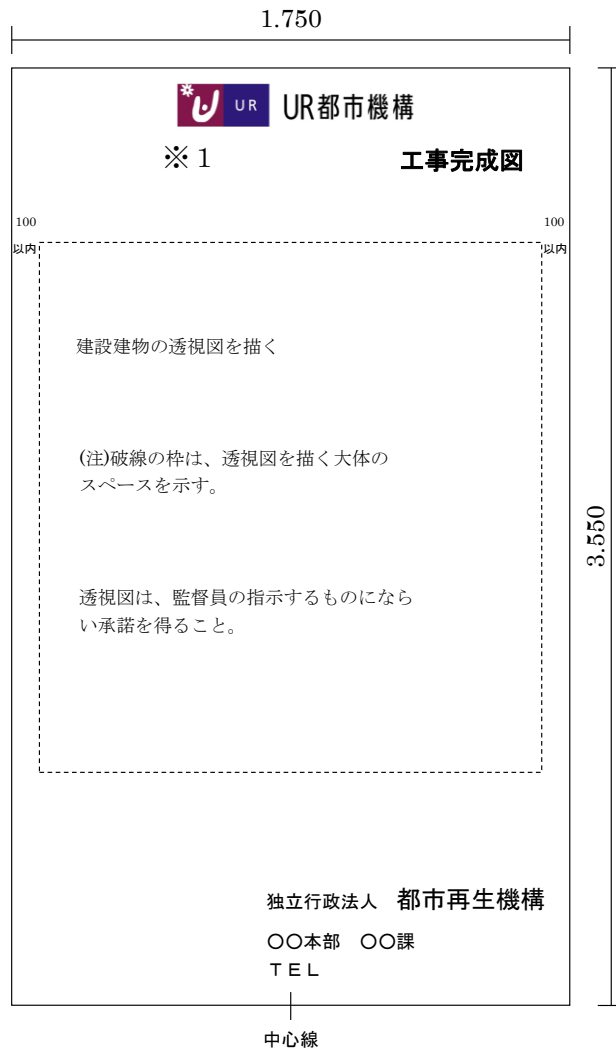 1.750
UR UR都市機構
※1 工事完成図
100 100
以内 以内
建設建物の透視図を描く
(注)破線の枠は、透視図を描く大体の
スペースを示す。
透視図は、監督員の指示するものになら
い承諾を得ること。
3.550
独立行政法人 都市再生機構
〇〇本部 〇〇課
ＴＥＬ
中心線